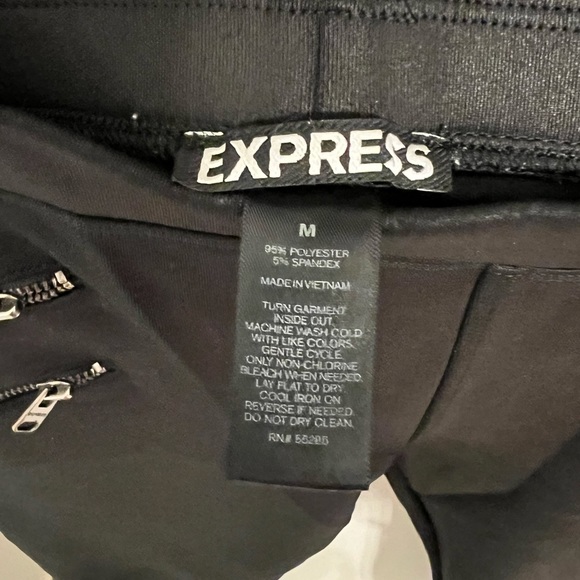 EXPRESS
M
95% POLYESTER
5% SPANDEX
MADE IN VIETNAM
TURN GARMENT
INSIDE OUT.
MACHINE WASH COLD
WITH LIKE COLORS.
GENTLE CYCLE.
ONLY NON-CHLORINE
BLEACH WHEN NEEDED.
LAY FLAT TO DRY.
COOL IRON ON
REVERSE IF NEEDED.
DO NOT DRY CLEAN.
RN# 55285